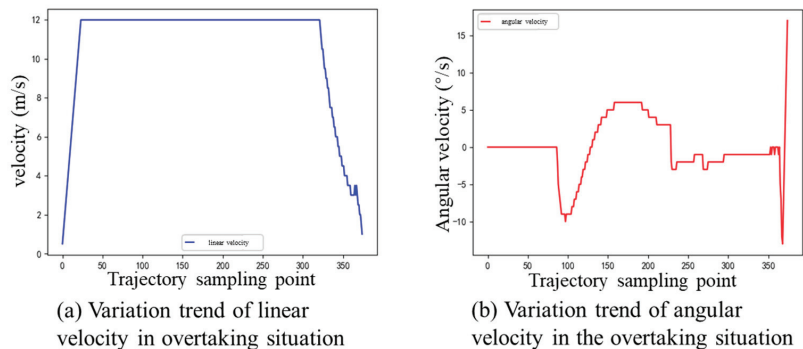 12
10
8
6
4
2
0
velocity (m/s)
linear velocity
0 50 100 150 200 250 300 350
Trajectory sampling point
(a) Variation trend of linear
velocity in overtaking situation
angular velocity
15
10
5
0
−5
−10
Angular velocity (°/s)
0 50 100 150 200 250 300 350
Trajectory sampling point
(b) Variation trend of angular
velocity in the overtaking situation